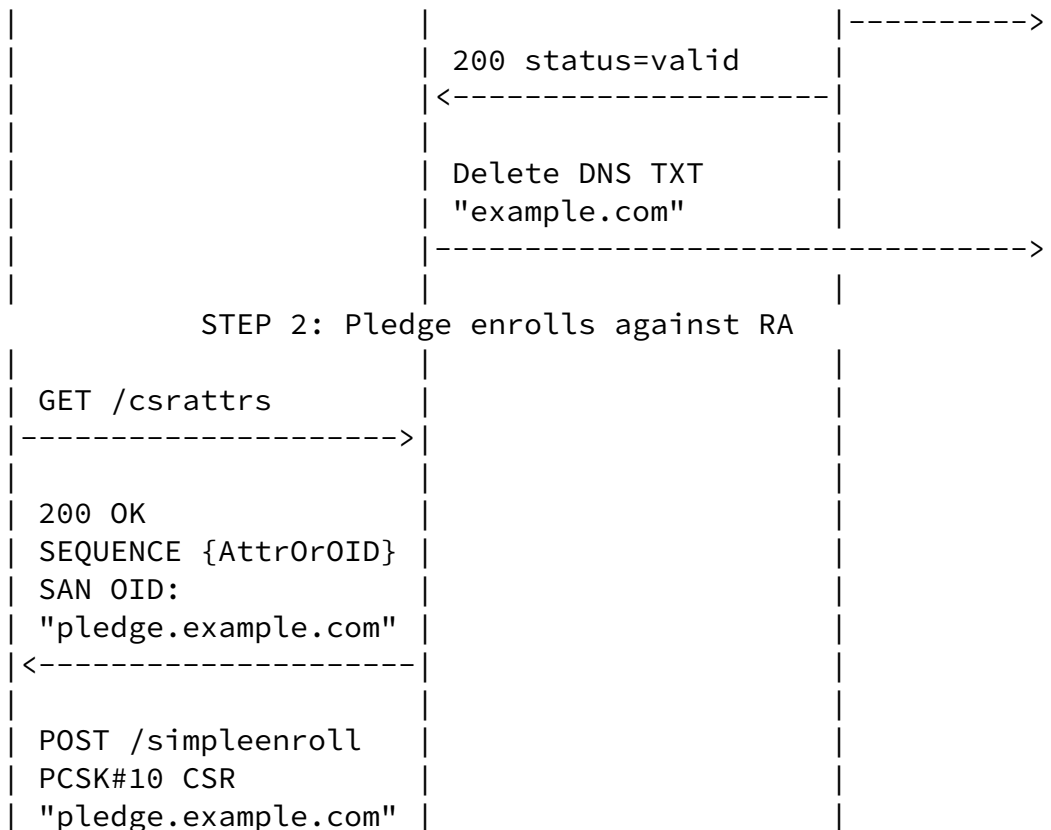 |                      |                      |---------->
|                      | 200 status=valid     |
|                      |<---------------------|
|                      |                      |
|                      | Delete DNS TXT       |
|                      | "example.com"        |
|                      |--------------------------------->
|                      |                      |
          STEP 2: Pledge enrolls against RA
|                      |                      |
| GET /csrattrs        |                      |
|--------------------->|                      |
|                      |                      |
| 200 OK               |                      |
| SEQUENCE {AttrOrOID} |                      |
| SAN OID:             |                      |
| "pledge.example.com" |                      |
|<---------------------|                      |
|                      |                      |
| POST /simpleenroll   |                      |
| PCSK#10 CSR          |                      |
| "pledge.example.com" |                      |